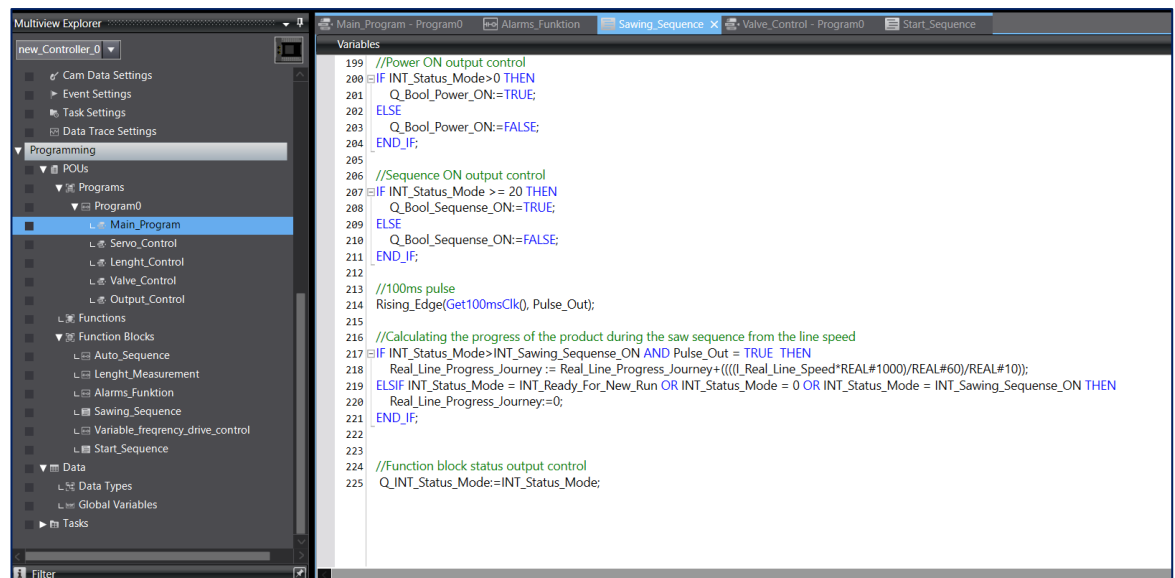 Multiview Explorer
new_Controller_0
Cam Data Settings
Event Settings
Task Settings
Data Trace Settings
Programming
POUs
Programs
Program0
Main_Program
Servo_Control
Lenght_Control
Valve_Control
Output_Control
Functions
Function Blocks
Auto_Sequence
Lenght_Measurement
Alarms_Funktion
Sawing_Sequence
Variable_freqrency_drive_control
Start_Sequence
Data
Data Types
Global Variables
Tasks
Filter
Main_Program - Program0 Alarms_Funktion Sawing_Sequence Valve_Control - Program0 Start_Sequence
Variables
199 //Power ON output control
200 IF INT_Status_Mode>0 THEN
201 Q_Bool_Power_ON:=TRUE;
202 ELSE
203 Q_Bool_Power_ON:=FALSE;
204 END_IF;
205
206 //Sequence ON output control
207 IF INT_Status_Mode >= 20 THEN
208 Q_Bool_Sequense_ON:=TRUE;
209 ELSE
210 Q_Bool_Sequense_ON:=FALSE;
211 END_IF;
212
213 //100ms pulse
214 Rising_Edge(Get100msClk(), Pulse_Out);
215
216 //Calculating the progress of the product during the saw sequence from the line speed
217 IF INT_Status_Mode>INT_Sawing_Sequense_ON AND Pulse_Out = TRUE THEN
218 Real_Line_Progress_Journey := Real_Line_Progress_Journey+((((I_Real_Line_Speed*REAL#1000)/REAL#60)/REAL#10));
219 ELSIF INT_Status_Mode = INT_Ready_For_New_Run OR INT_Status_Mode = 0 OR INT_Status_Mode = INT_Sawing_Sequense_ON THEN
220 Real_Line_Progress_Journey:=0;
221 END_IF;
222
223
224 //Function block status output control
225 Q_INT_Status_Mode:=INT_Status_Mode;